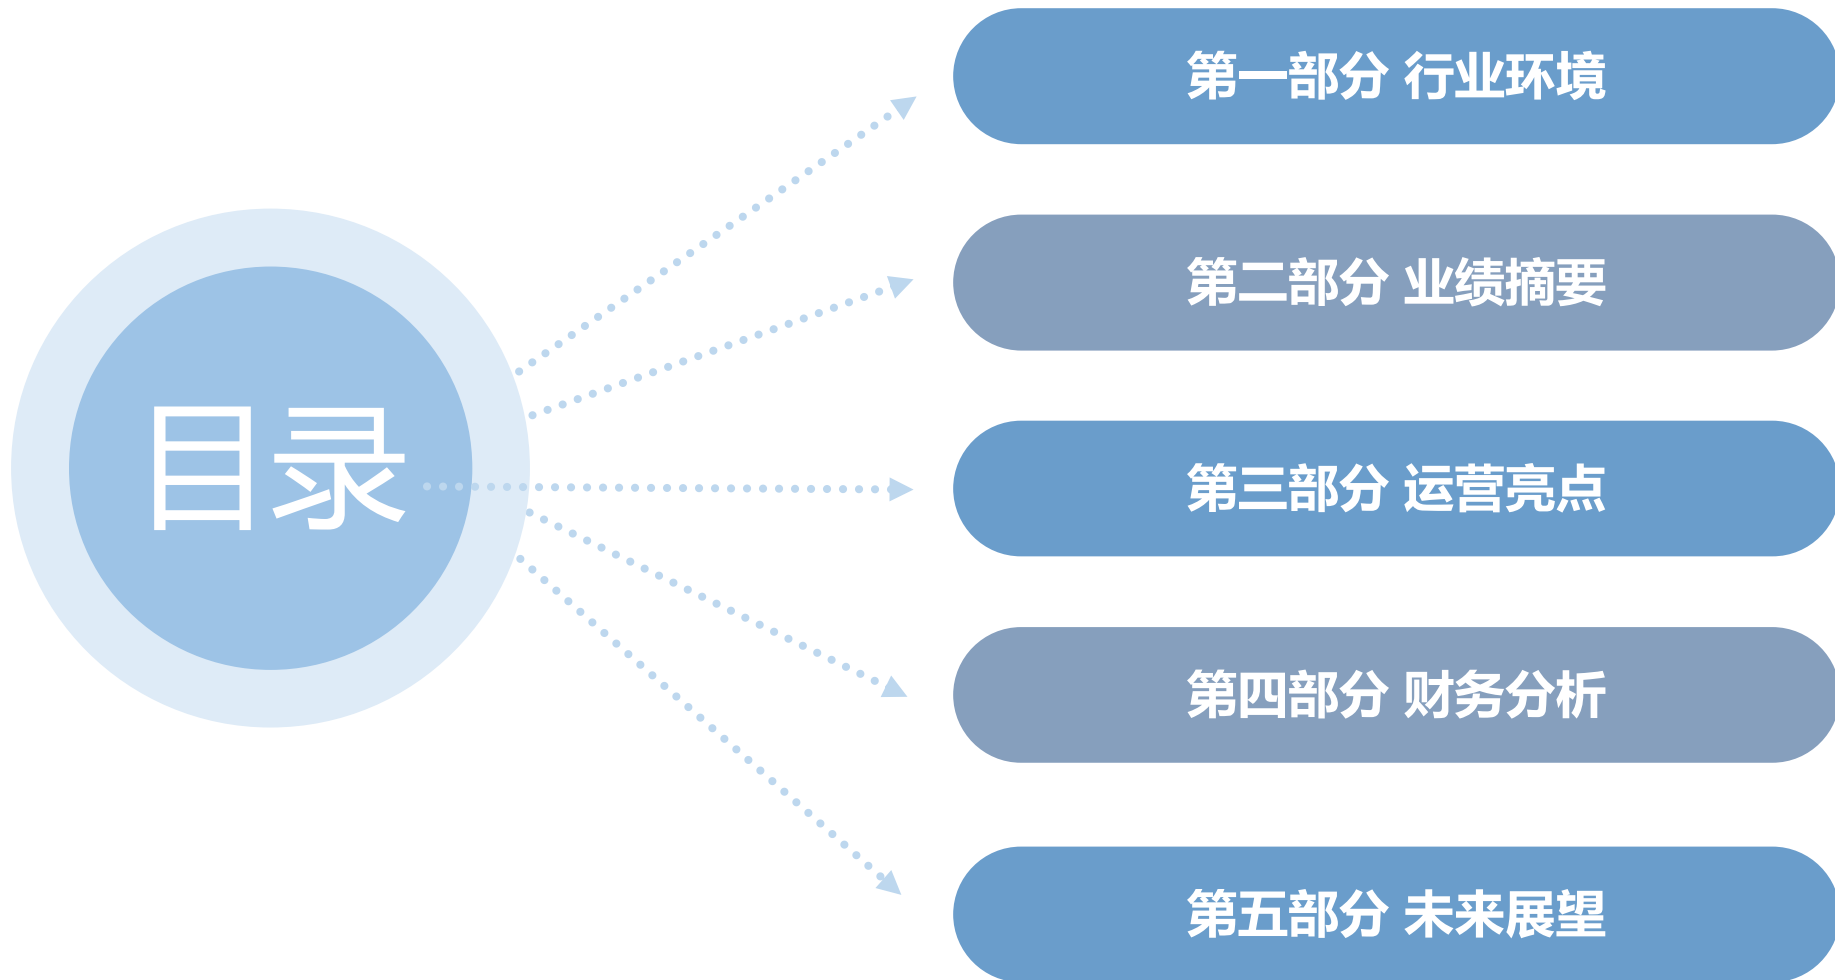 目录
第一部分 行业环境
第二部分 业绩摘要
第三部分 运营亮点
第四部分 财务分析
第五部分 未来展望